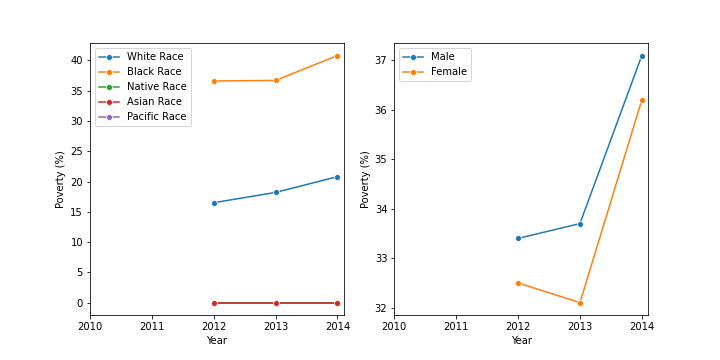 White Race
Black Race
Native Race
Asian Race
Pacific Race
40
35
30
25
20
15
10
5
0
Poverty (%)
2010 2011 2012 2013 2014
Year
Male
Female
37
36
35
34
33
32
Poverty (%)
2010 2011 2012 2013 2014
Year